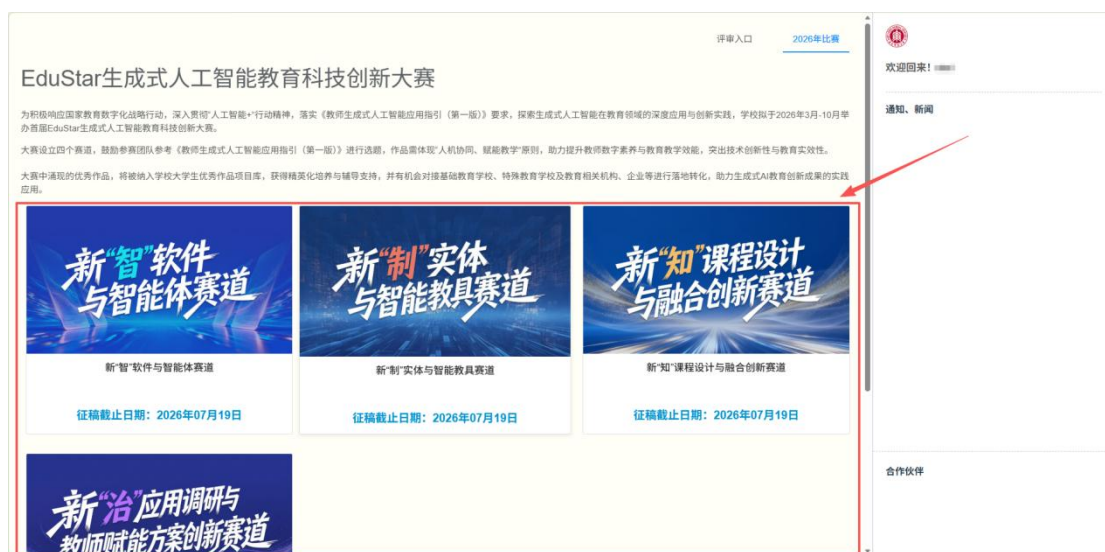 评审入口
2026年比赛
EduStar生成式人工智能教育科技创新大赛
为积极响应国家教育数字化战略行动，深入贯彻“人工智能+”行动精神，落实《教师生成式人工智能应用指引（第一版）》要求，探索生成式人工智能在教育领域的深度应用与创新实践，学校拟于2026年3月-10月举
办首届EduStar生成式人工智能教育科技创新大赛。
大赛设立四个赛道，鼓励参赛团队参考《教师生成式人工智能应用指引（第一版）》进行选题，作品需体现“人机协同、赋能教学”原则，助力提升教师数字素养与教育教学效能，突出技术创新性与教育实效性。
大赛中涌现的优秀作品，将被纳入学校大学生优秀作品项目库，获得精英化培养与辅导支持，并有机会对接基础教育学校、特殊教育学校及教育相关机构、企业等进行落地转化，助力生成式AI教育创新成果的实践
应用。
新“智”软件
与智能体赛道
新“智”软件与智能体赛道
征稿截止日期：2026年07月19日
新“制”实体
与智能教具赛道
新“制”实体与智能教具赛道
征稿截止日期：2026年07月19日
新“知”课程设计
与融合创新赛道
新“知”课程设计与融合创新赛道
征稿截止日期：2026年07月19日
新“治”应用调研与
教师赋能方案创新赛道
欢迎回来！
通知、新闻
合作伙伴